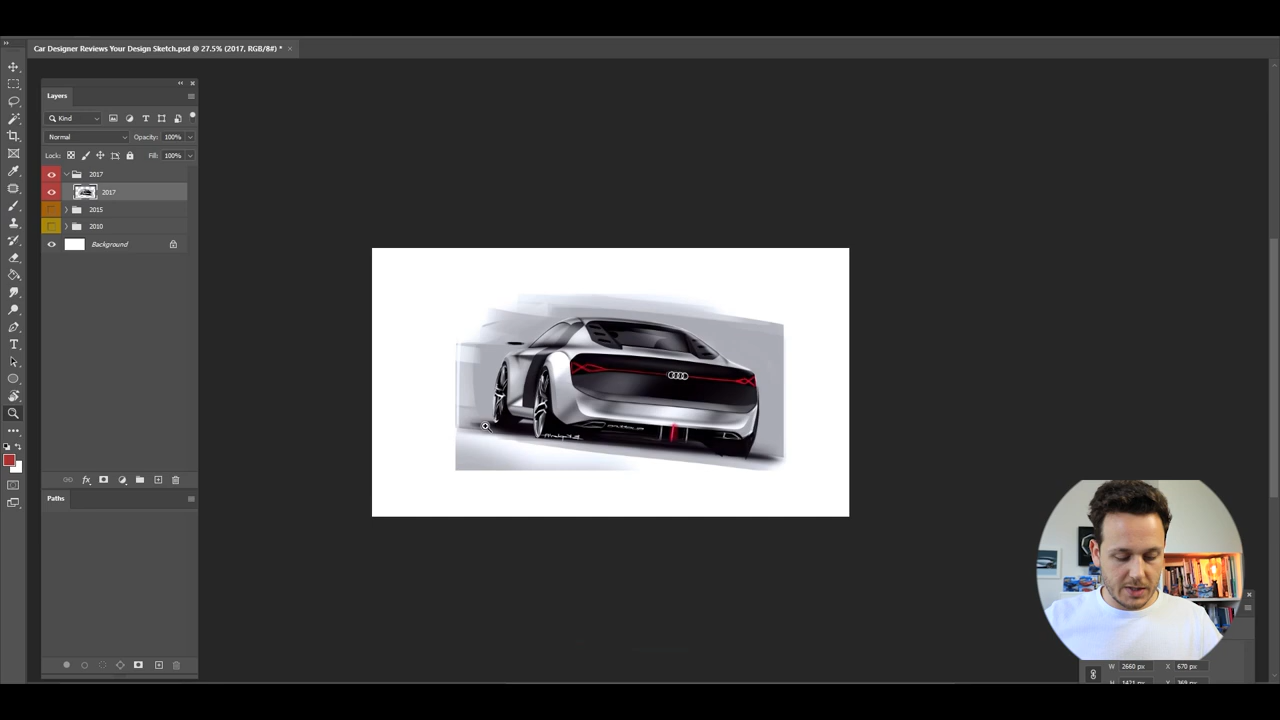 Car Designer Reviews Your Design Sketch.psd @ 27.5% (2017, RGB/8#) *
Layers
Kind
Normal Opacity: 100%
Lock: Fill: 100%
2017
2017
2015
2010
Background
fx
Paths
W 2660 px X 670 px